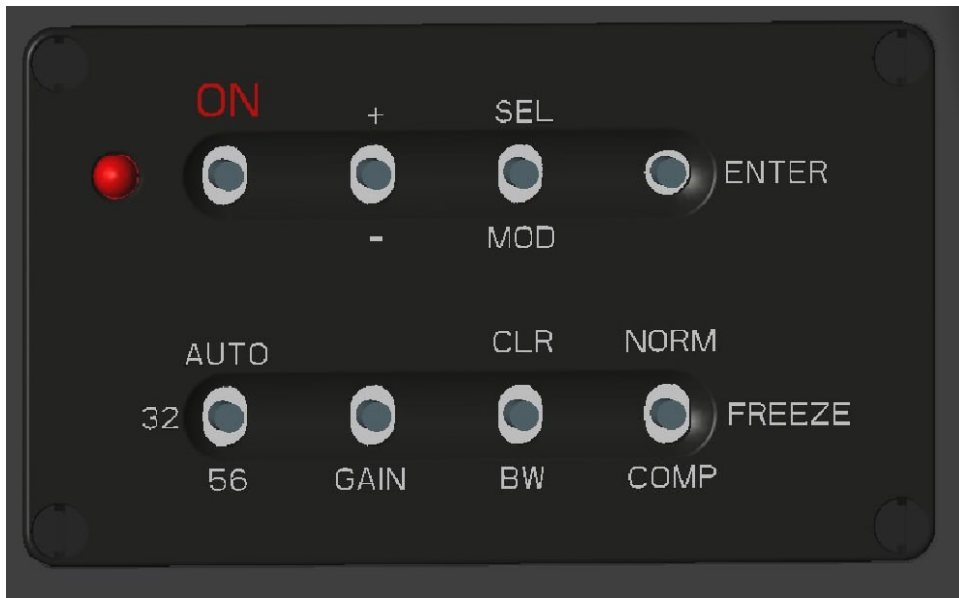 ON
+
SEL
ENTER
-
MOD
AUTO
CLR
NORM
32
FREEZE
56
GAIN
BW
COMP